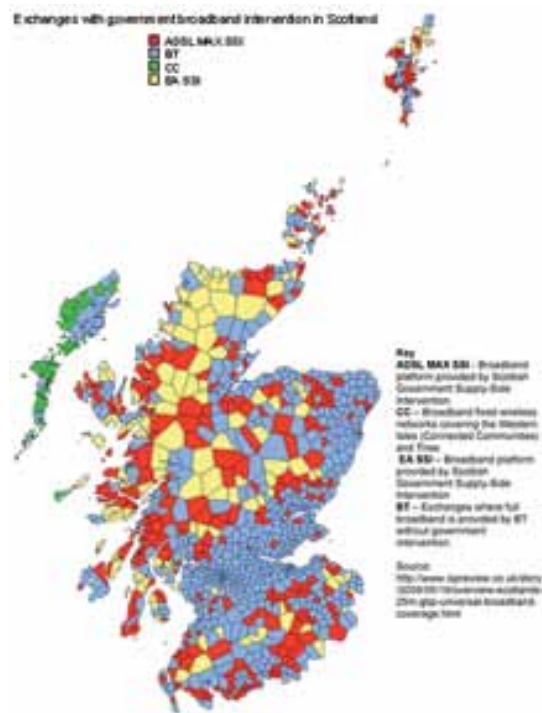 Exchanges with government broadband intervention in Scotland
ADSL MAX SSI
BT
CC
EA SSI
Key
ADSL MAX SSI - Broadband
platform provided by Scottish
Government Supply-Side
Intervention
CC – Broadband fixed wireless
networks covering the Western
Isles (Connected Communities)
and Tiree
EA SSI – Broadband platform
provided by Scottish
Government Supply-Side
Intervention
BT – Exchanges where full
broadband is provided by BT
without government
intervention
Source:
coverage.html